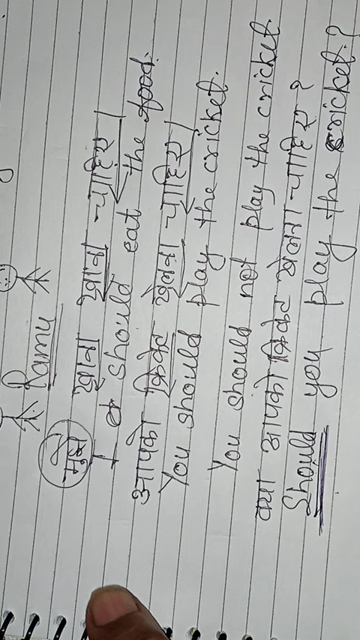 Ramu
मुझे खाना खाना चाहिए।
I should eat the food.
आपको क्रिकेट खेलना चाहिए।
You should play the cricket.
You should not play the cricket.
क्या आपको क्रिकेट खेलना चाहिए?
Should you play the cricket?